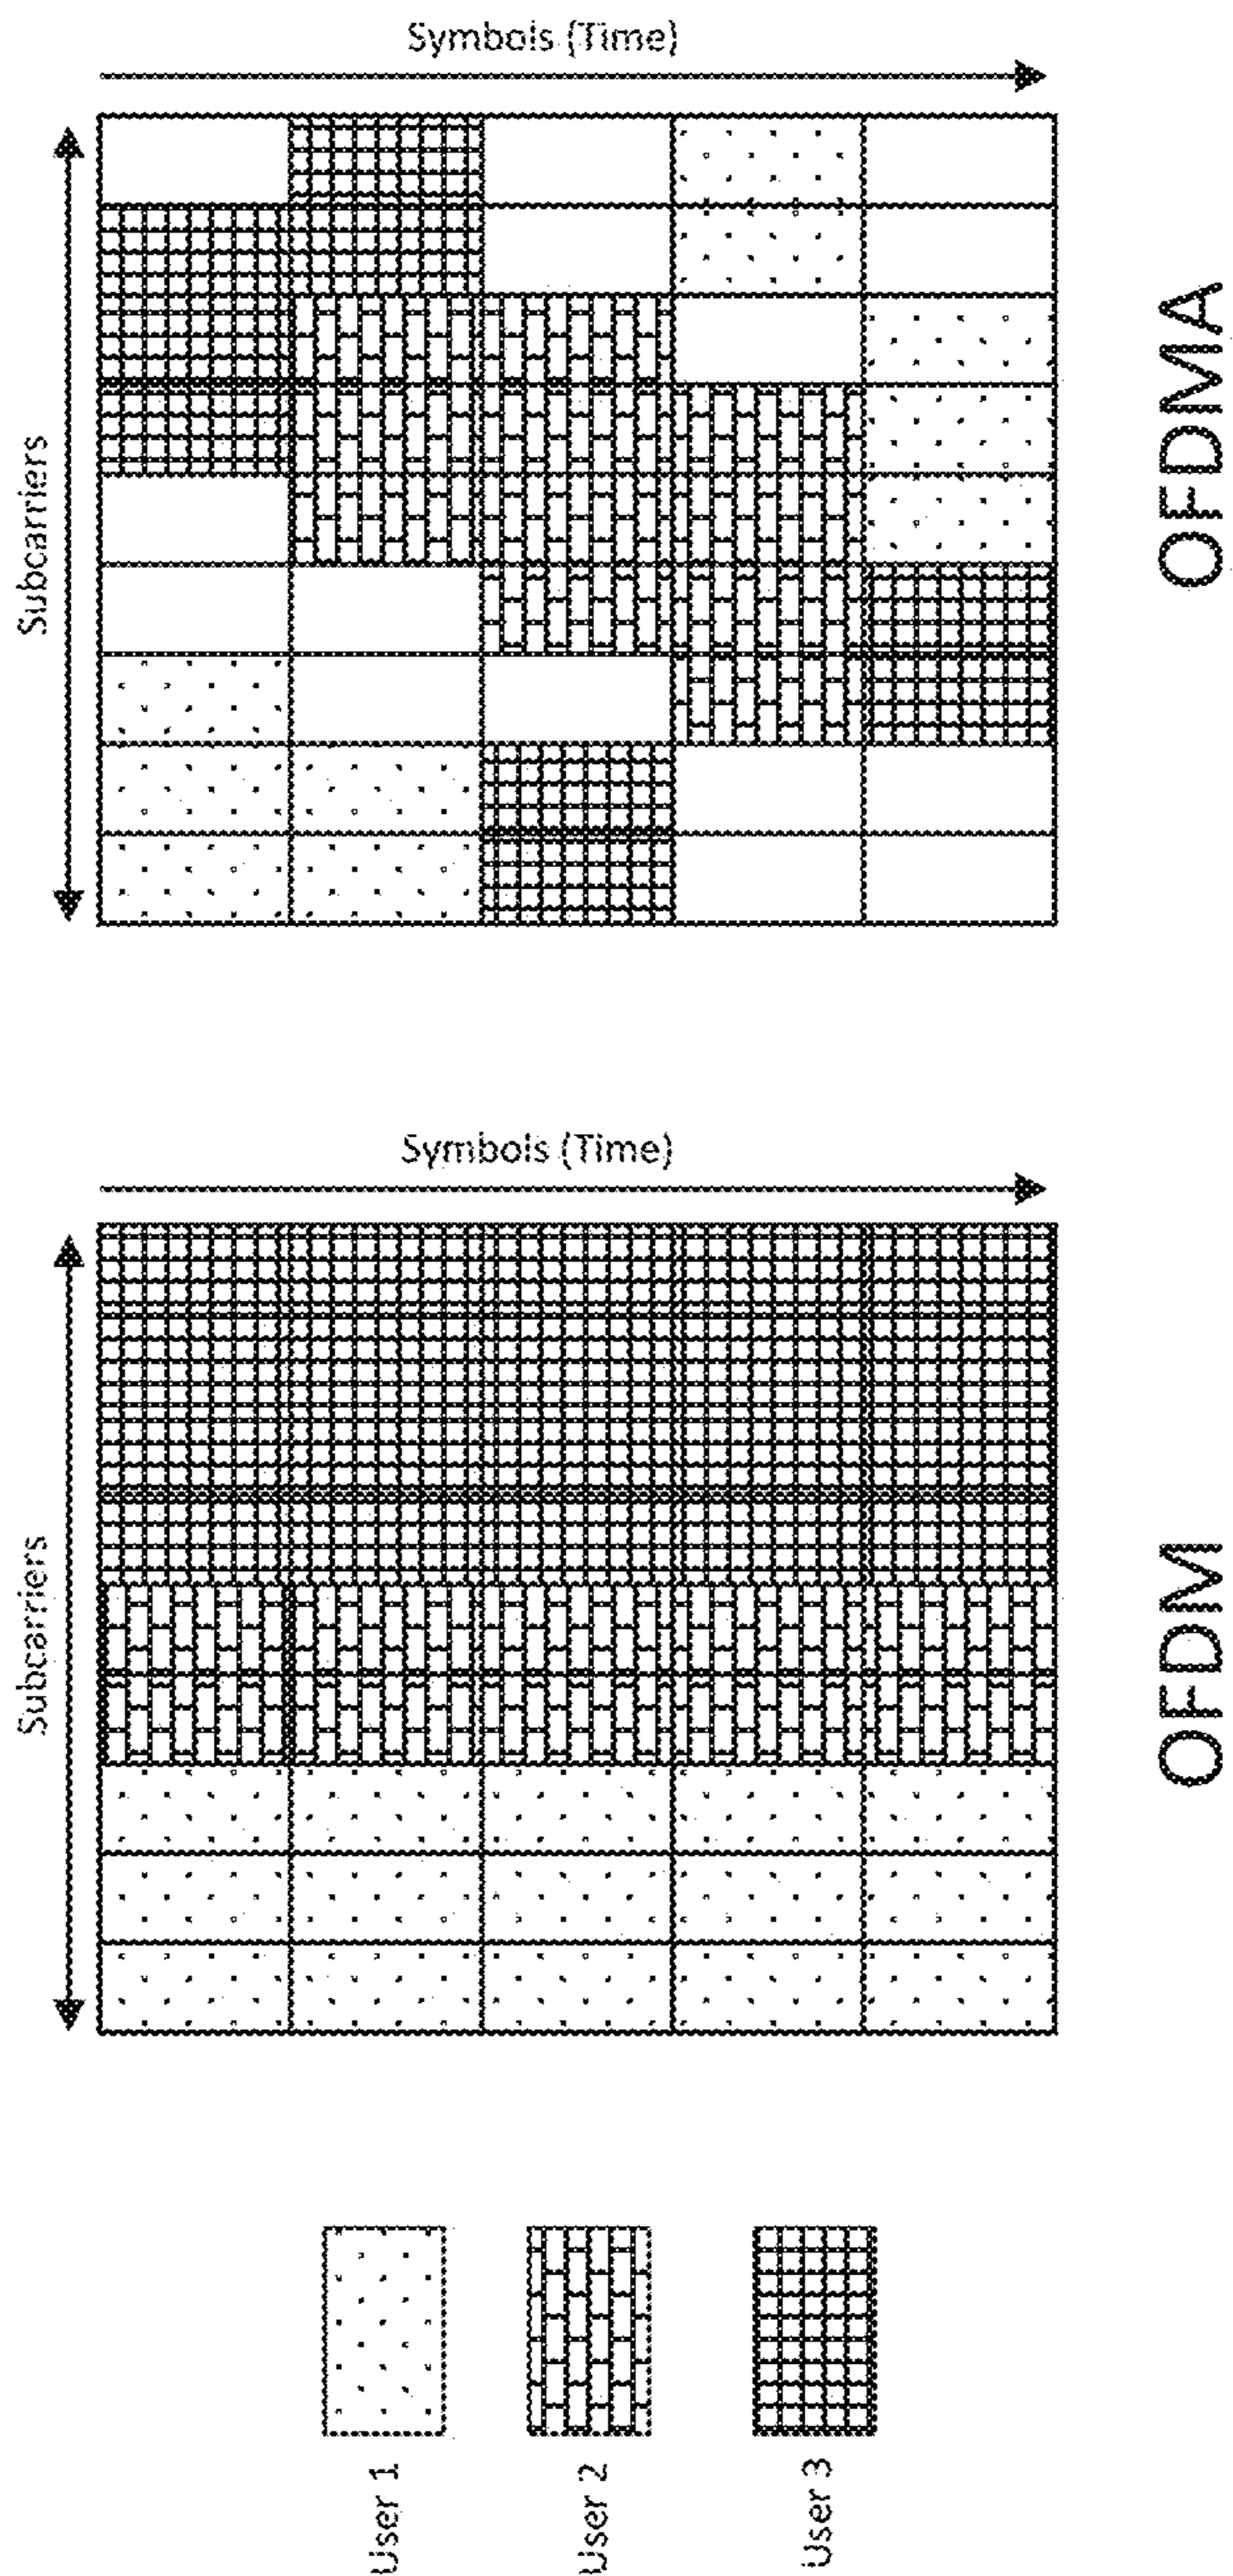 Symbols (Time)
Subcarriers
OFDMA
Symbols (Time)
Subcarriers
OFDM
User 1
User 2
User 3